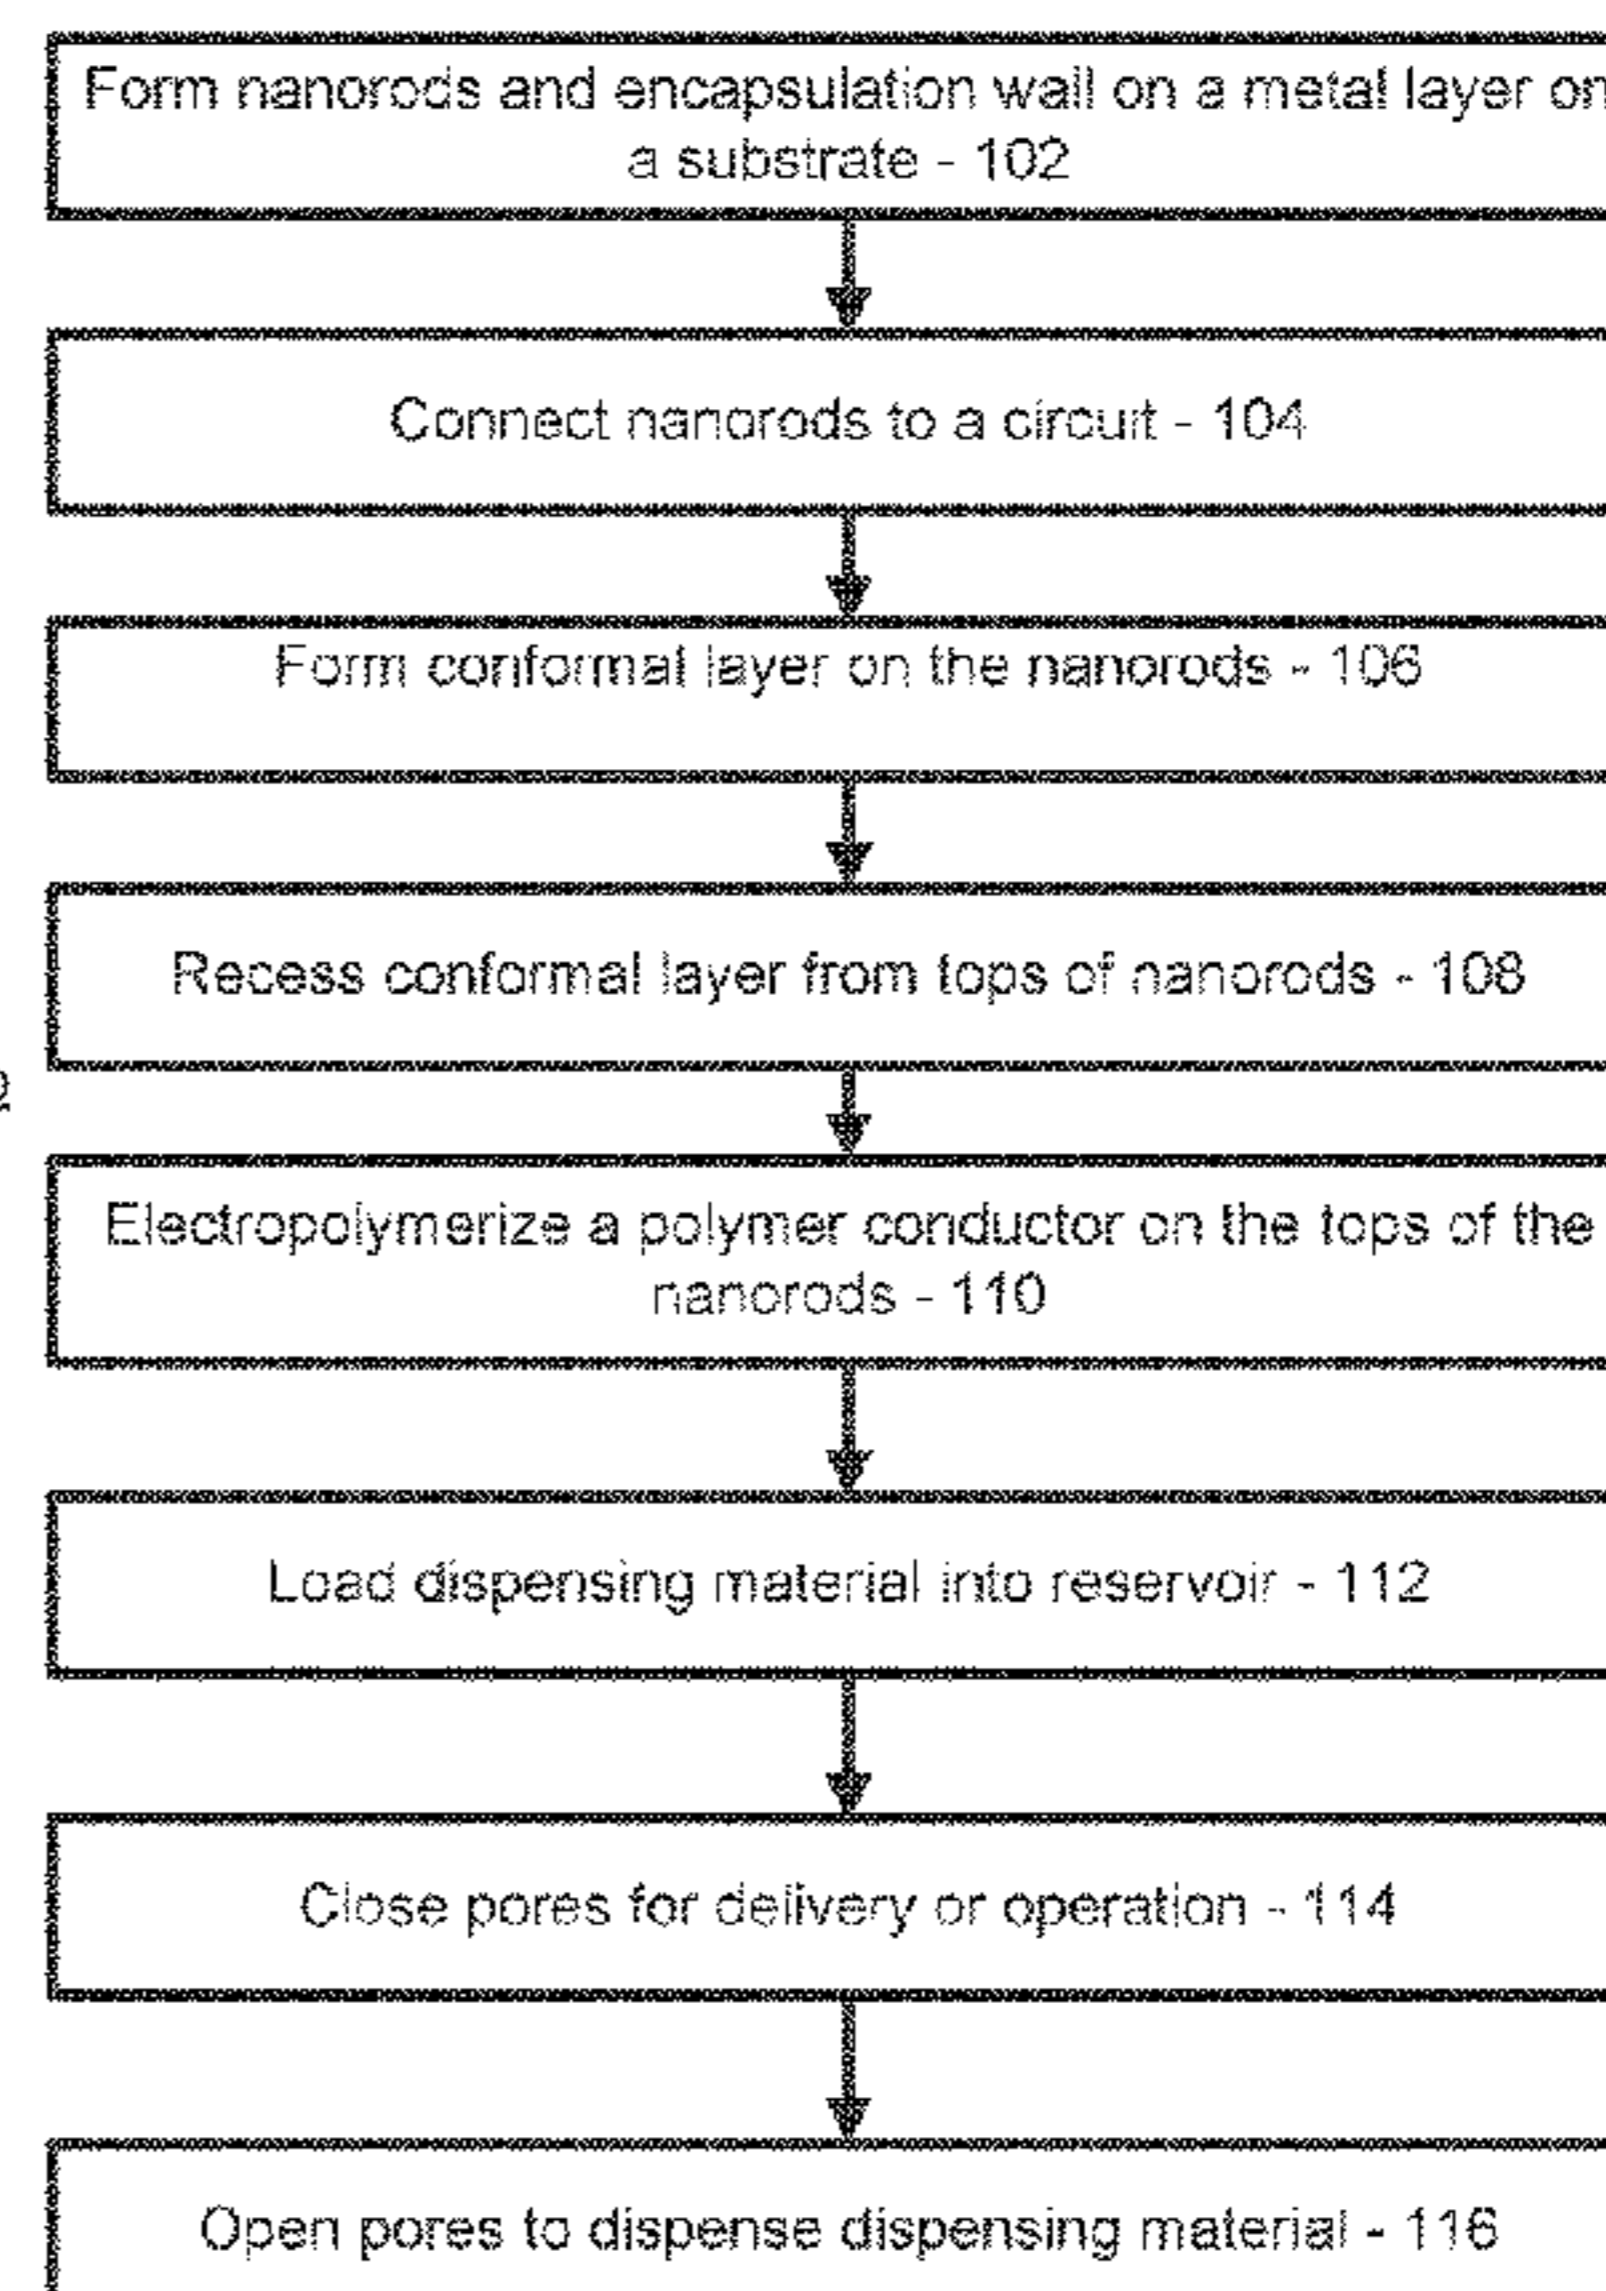 Form nanorods and encapsulation wall on a metal layer on
a substrate - 102
Connect nanorods to a circuit - 104
Form conformal layer on the nanorods - 106
Recess conformal layer from tops of nanorods - 108
Electropolymerize a polymer conductor on the tops of the
nanorods - 110
Load dispensing material into reservoir - 112
Close pores for delivery or operation - 114
Open pores to dispense dispensing material - 116